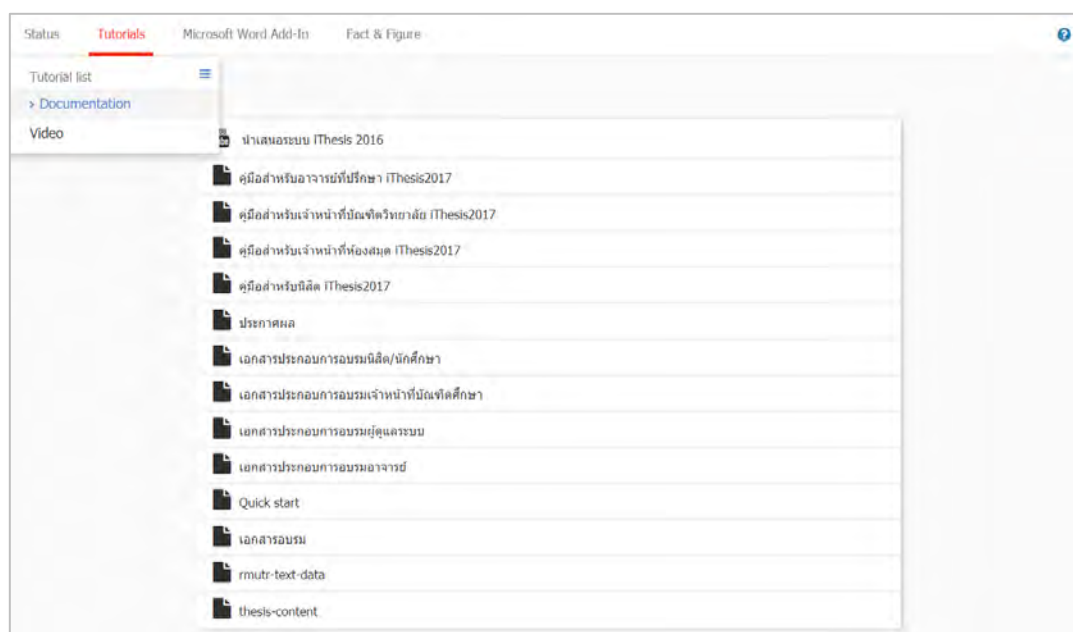 Status Tutorials Microsoft Word Add-In Fact & Figure
Tutorial list
> Documentation
Video
นำเสนอระบบ iThesis 2016
คู่มือสำหรับอาจารย์ที่ปรึกษา iThesis2017
คู่มือสำหรับเจ้าหน้าที่บัณฑิตวิทยาลัย iThesis2017
คู่มือสำหรับเจ้าหน้าที่ห้องสมุด iThesis2017
คู่มือสำหรับนิสิต iThesis2017
ประกาศผล
เอกสารประกอบการอบรมนิสิต/นักศึกษา
เอกสารประกอบการอบรมเจ้าหน้าที่บัณฑิตศึกษา
เอกสารประกอบการอบรมผู้ดูแลระบบ
เอกสารประกอบการอบรมอาจารย์
Quick start
เอกสารอบรม
rmutr-text-data
thesis-content